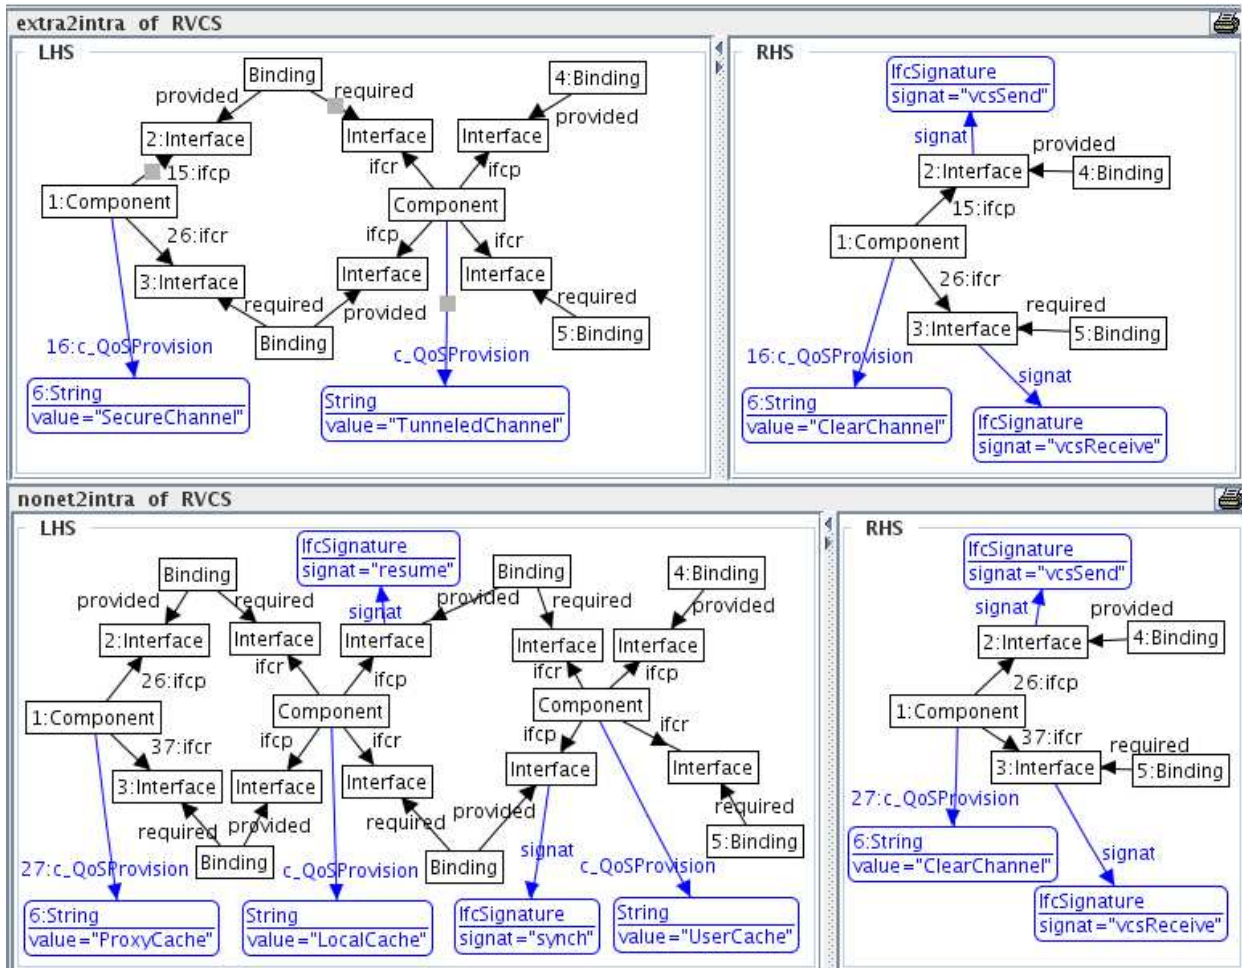 extra2intra of RVCS
LHS
Binding
4:Binding
provided
required
provided
2:Interface
Interface
Interface
15:ifcp
ifcr
ifcp
1:Component
Component
26:ifcr
ifcp
ifcr
3:Interface
Interface
Interface
required
provided
required
Binding
5:Binding
16:c_QoSProvision
c_QoSProvision
6:String
value="SecureChannel"
String
value="TunneledChannel"
RHS
IfcSignature
signat="vcsSend"
signat
provided
2:Interface
4:Binding
15:ifcp
1:Component
26:ifcr
required
3:Interface
5:Binding
16:c_QoSProvision
signat
6:String
value="ClearChannel"
IfcSignature
signat="vcsReceive"
nonet2intra of RVCS
LHS
IfcSignature
signat="resume"
Binding
Binding
4:Binding
provided
required
signat
provided
required
provided
2:Interface
Interface
Interface
Interface
Interface
26:ifcp
ifcr
ifcp
ifcr
ifcp
1:Component
Component
Component
37:ifcr
ifcp
ifcr
ifcp
ifcr
3:Interface
Interface
Interface
Interface
Interface
required
provided
required
provided
required
Binding
Binding
5:Binding
27:c_QoSProvision
c_QoSProvision
signat
c_QoSProvision
6:String
value="ProxyCache"
String
value="LocalCache"
IfcSignature
signat="synch"
String
value="UserCache"
RHS
IfcSignature
signat="vcsSend"
signat
provided
2:Interface
4:Binding
26:ifcp
1:Component
37:ifcr
required
3:Interface
5:Binding
27:c_QoSProvision
signat
6:String
value="ClearChannel"
IfcSignature
signat="vcsReceive"